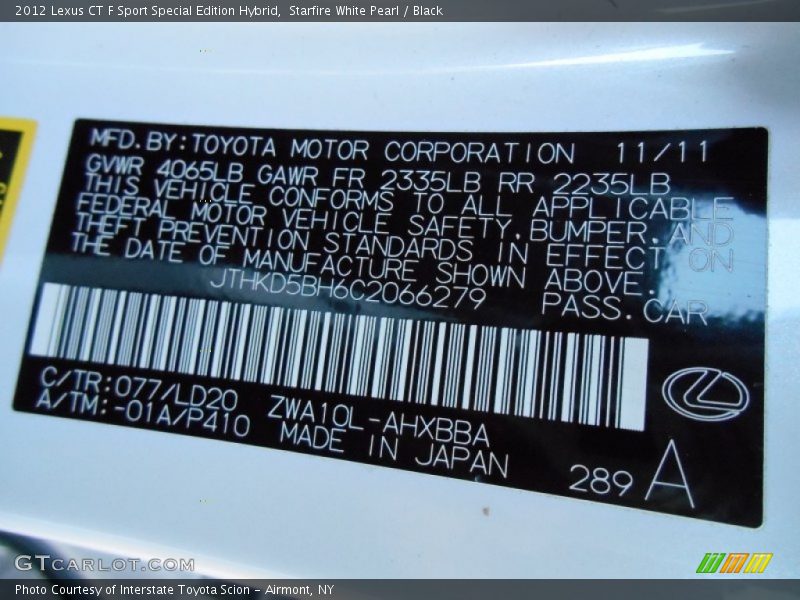 2012 Lexus CT F Sport Special Edition Hybrid,  Starfire White Pearl / Black
MFD.BY:TOYOTA MOTOR CORPORATION 11/11
GVWR 4065LB GAWR FR 2335LB RR 2235LB
THIS VEHICLE CONFORMS TO ALL APPLICABLE
FEDERAL MOTOR VEHICLE SAFETY.BUMPER.AND
THEFT PREVENTION STANDARDS IN EFFECT ON
THE DATE OF MANUFACTURE SHOWN ABOVE.
JTHKD5BH6C2066279 PASS.CAR
C/TR:077/LD20 ZWA10L-AHXBBA
A/TM:-01A/P410 MADE IN JAPAN
289 A
GTcarlot.com
Photo Courtesy of Interstate Toyota Scion - Airmont, NY